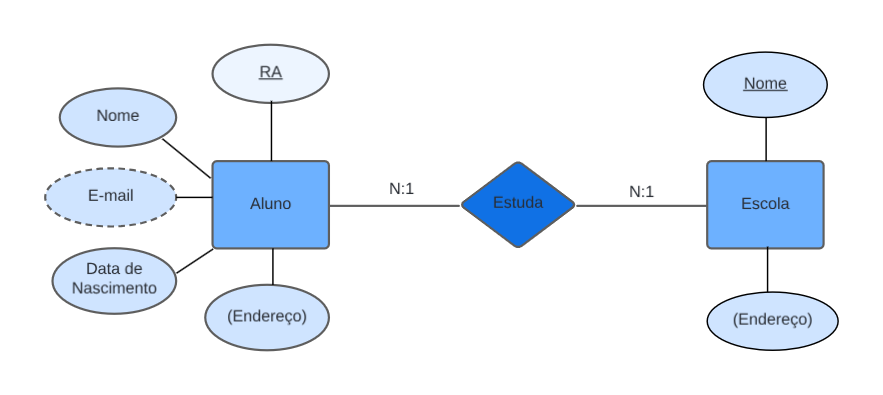 RA
Nome
Nome
E-mail
Aluno
N:1
Estuda
N:1
Escola
Data de
Nascimento
(Endereço)
(Endereço)